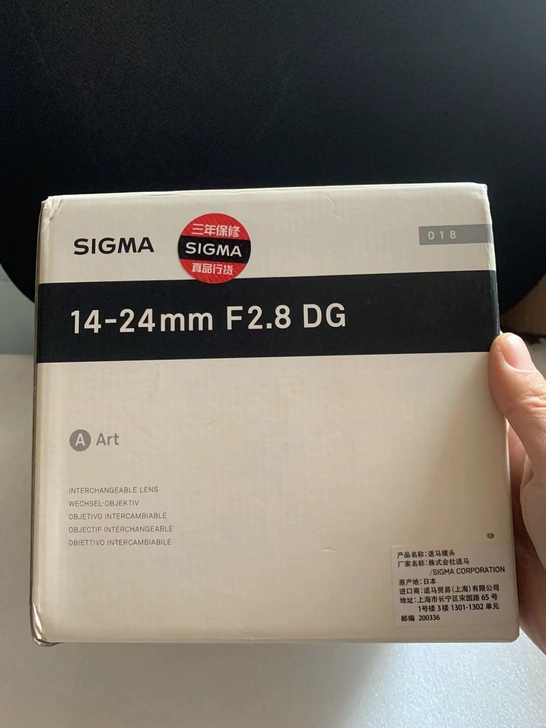 SIGMA
三年保修
SIGMA
真品行货
018
14-24mm F2.8 DG
A Art
INTERCHANGEABLE LENS
WECHSEL-OBJEKTIV
OBJETIVO INTERCAMBIABLE
OBJECTIF INTERCHANGEABLE
OBIETTIVO INTERCAMBIABILE
产品名称:适马镜头
厂家名称:株式会社适马
/SIGMA CORPORATION
原产地:日本
进口商:适马贸易(上海)有限公司
地址:上海市长宁区宋园路 65 号
1号楼 3 楼 1301-1302 单元
邮编 200336